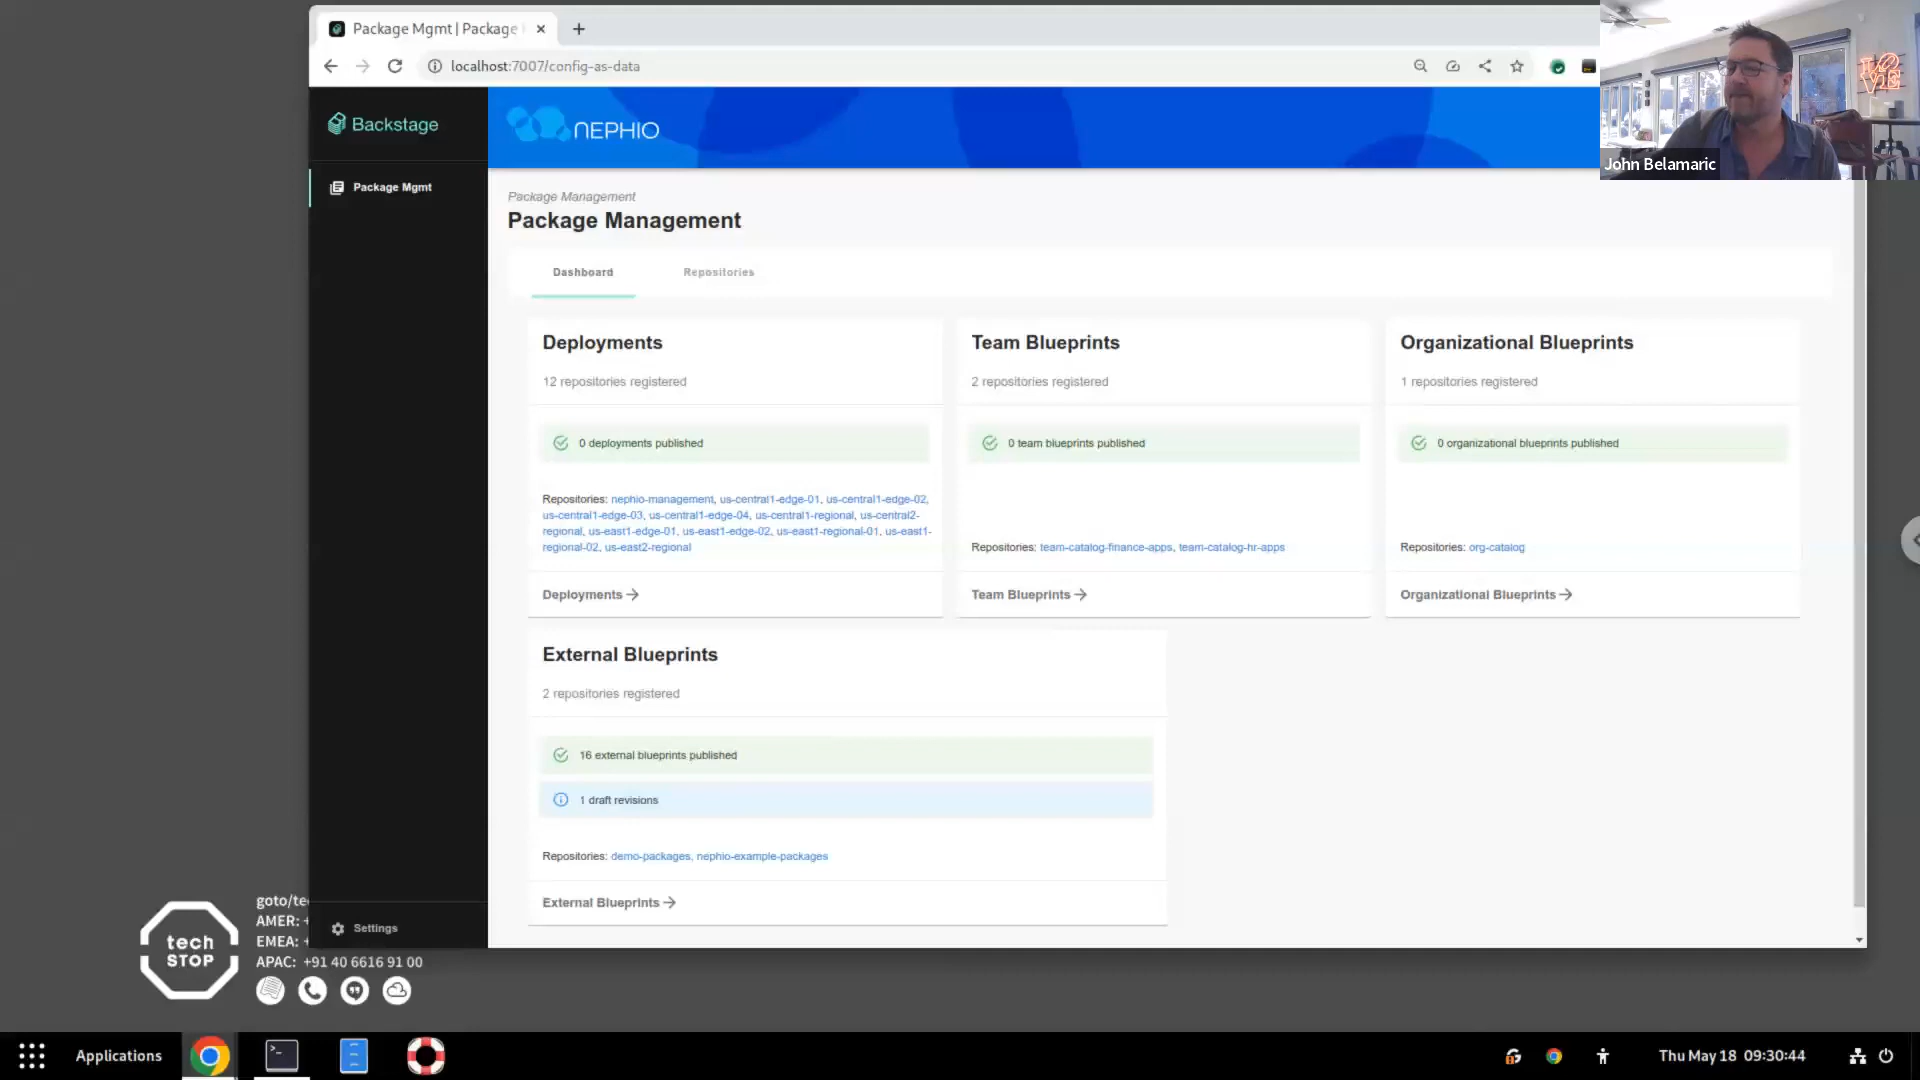 Package Mgmt | Package
localhost:7007/config-as-data
LOVE
John Belamaric
Backstage
NEPHIO
Package Mgmt
Package Management
Package Management
Dashboard
Repositories
Deployments
12 repositories registered
0 deployments published
Repositories: nephio-management, us-central1-edge-01, us-central1-edge-02,
us-central1-edge-03, us-central1-edge-04, us-central1-regional, us-central2-
regional, us-east1-edge-01, us-east1-edge-02, us-east1-regional-01, us-east1-
regional-02, us-east2-regional
Deployments
Team Blueprints
2 repositories registered
0 team blueprints published
Repositories: team-catalog-finance-apps, team-catalog-hr-apps
Team Blueprints
Organizational Blueprints
1 repositories registered
0 organizational blueprints published
Repositories: org-catalog
Organizational Blueprints
External Blueprints
2 repositories registered
16 external blueprints published
1 draft revisions
Repositories: demo-packages, nephio-example-packages
External Blueprints
Settings
tech
STOP
goto/te
AMER: +
EMEA: +
APAC: +91 40 6616 91 00
Applications
Thu May 18 09:30:44